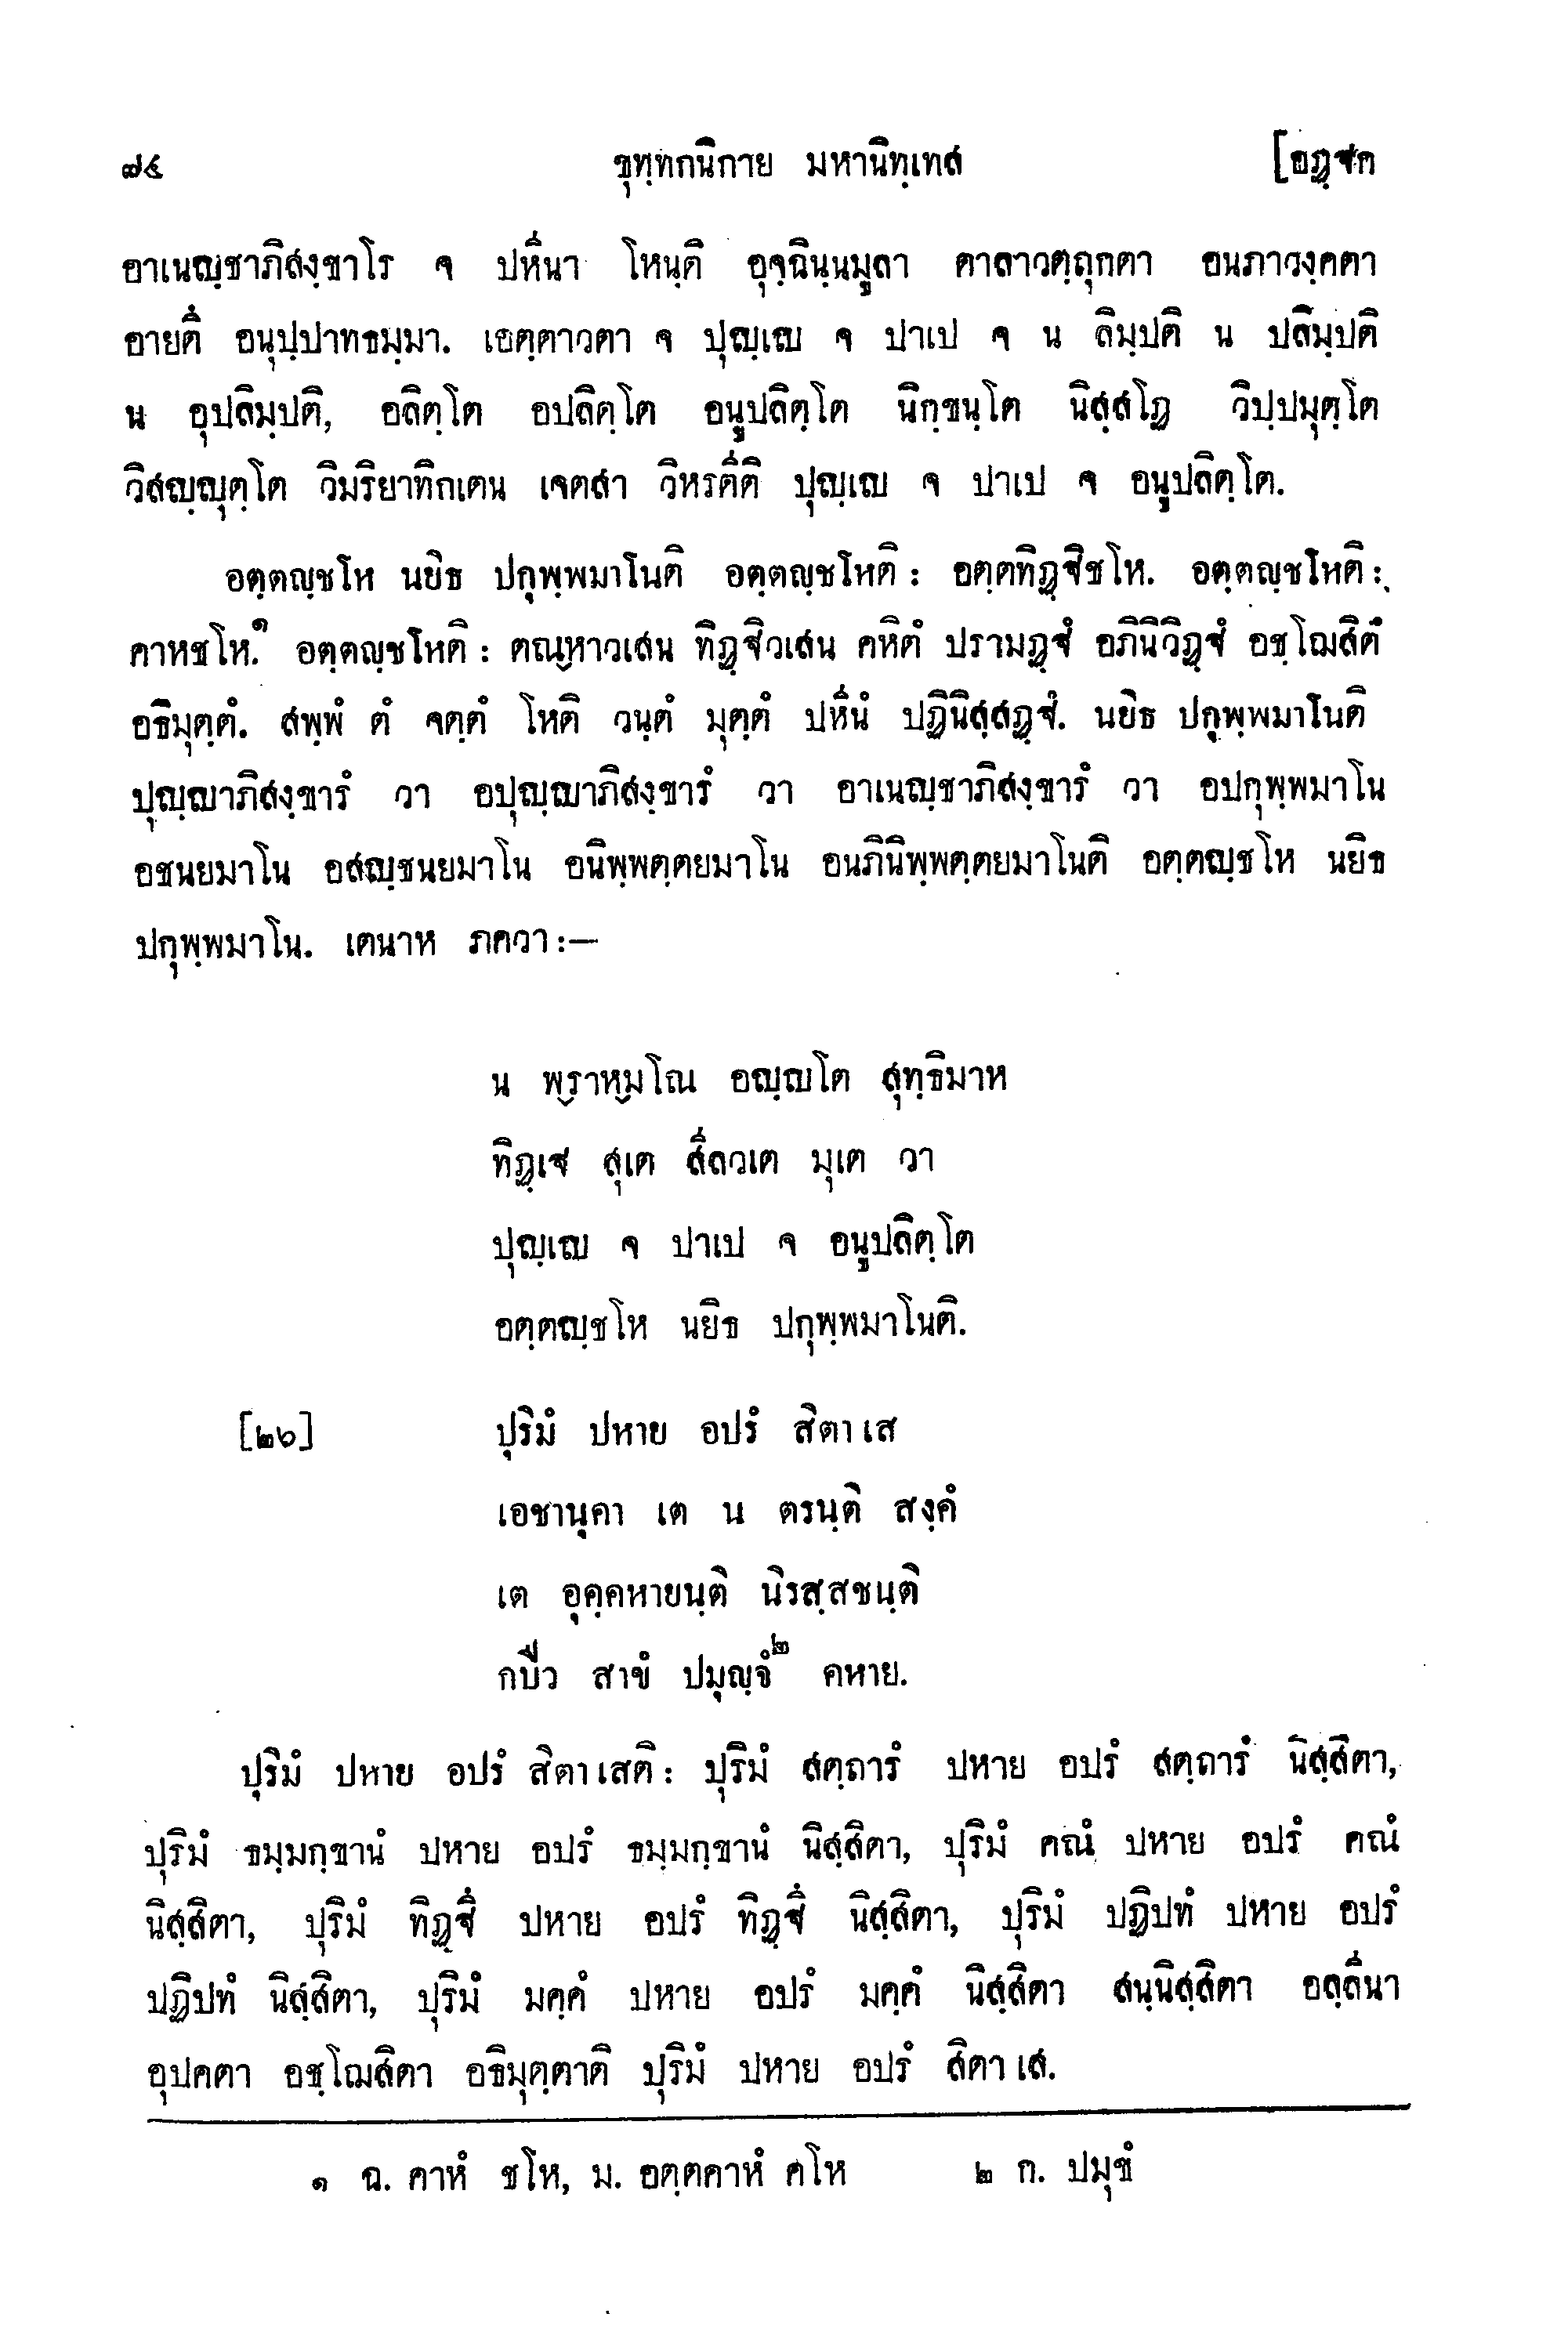 ๗๔ ขุทฺทกนิกาย มหานิทฺเทส [อฏฺฐก
อาเนญฺชาภิสงฺขาโร จ ปหีนา โหนฺติ อุจฺฉินฺนมูลา ตาลาวตฺถุกตา อนภาวงฺคตา
อายตึ อนุปฺปาทธมฺมา. เอตฺตาวตา จ ปุญฺเญ จ ปาเป จ น ลิมฺปติ น ปลิมฺปติ
น อุปลิมฺปติ, อลิตฺโต อปลิตฺโต อนูปลิตฺโต นิกฺขนฺโต นิสฺสโฏ วิปฺปมุตฺโต
วิสญฺญุตฺโต วิมริยาทิกเตน เจตสา วิหรตีติ ปุญฺเญ จ ปาเป จ อนูปลิตฺโต.
อตฺตญฺชโห นยิธ ปกุพฺพมาโนติ อตฺตญฺชโหติ: อตฺตทิฏฺฐิชโห. อตฺตญฺชโหติ:
คาหชโห.๑ อตฺตญฺชโหติ: ตณฺหาวเสน ทิฏฺฐิวเสน คหิตํ ปรามฏฺฐํ อภินิวิฏฺฐํ อชฺโฌสิตํ
อธิมุตฺตํ. สพฺพํ ตํ จตฺตํ โหติ วนฺตํ มุตฺตํ ปหีนํ ปฏินิสฺสฏฺฐํ. นยิธ ปกุพฺพมาโนติ
ปุญฺญาภิสงฺขารํ วา อปุญฺญาภิสงฺขารํ วา อาเนญฺชาภิสงฺขารํ วา อปกุพฺพมาโน
อชนยมาโน อสญฺชนยมาโน อนิพฺพตฺตยมาโน อนภินิพฺพตฺตยมาโนติ อตฺตญฺชโห นยิธ
ปกุพฺพมาโน. เตนาห ภควา:—
น พฺราหฺมโณ อญฺญโต สุทฺธิมาห
ทิฏฺเฐ สุเต สีลวเต มุเต วา
ปุญฺเญ จ ปาเป จ อนูปลิตฺโต
อตฺตญฺชโห นยิธ ปกุพฺพมาโนติ.
[๒๖] ปุริมํ ปหาย อปรํ สิตา เส
เอชานุคา เต น ตรนฺติ สงฺคํ
เต อุคฺคหายนฺติ นิรสฺสชนฺติ
กปีว สาขํ ปมุญฺจํ๒ คหาย.
ปุริมํ ปหาย อปรํ สิตา เสติ: ปุริมํ สตฺถารํ ปหาย อปรํ สตฺถารํ นิสฺสิตา,
ปุริมํ ธมฺมกฺขานํ ปหาย อปรํ ธมฺมกฺขานํ นิสฺสิตา, ปุริมํ คณํ ปหาย อปรํ คณํ
นิสฺสิตา, ปุริมํ ทิฏฺฐึ ปหาย อปรํ ทิฏฺฐึ นิสฺสิตา, ปุริมํ ปฏิปทํ ปหาย อปรํ
ปฏิปทํ นิสฺสิตา, ปุริมํ มคฺคํ ปหาย อปรํ มคฺคํ นิสฺสิตา สนฺนิสฺสิตา อลฺลีนา
อุปคตา อชฺโฌสิตา อธิมุตฺตาติ ปุริมํ ปหาย อปรํ สิตา เส.
๑ ฉ. คาหํ ชโห, ม. อตฺตคาหํ คโห ๒ ก. ปมุขํ